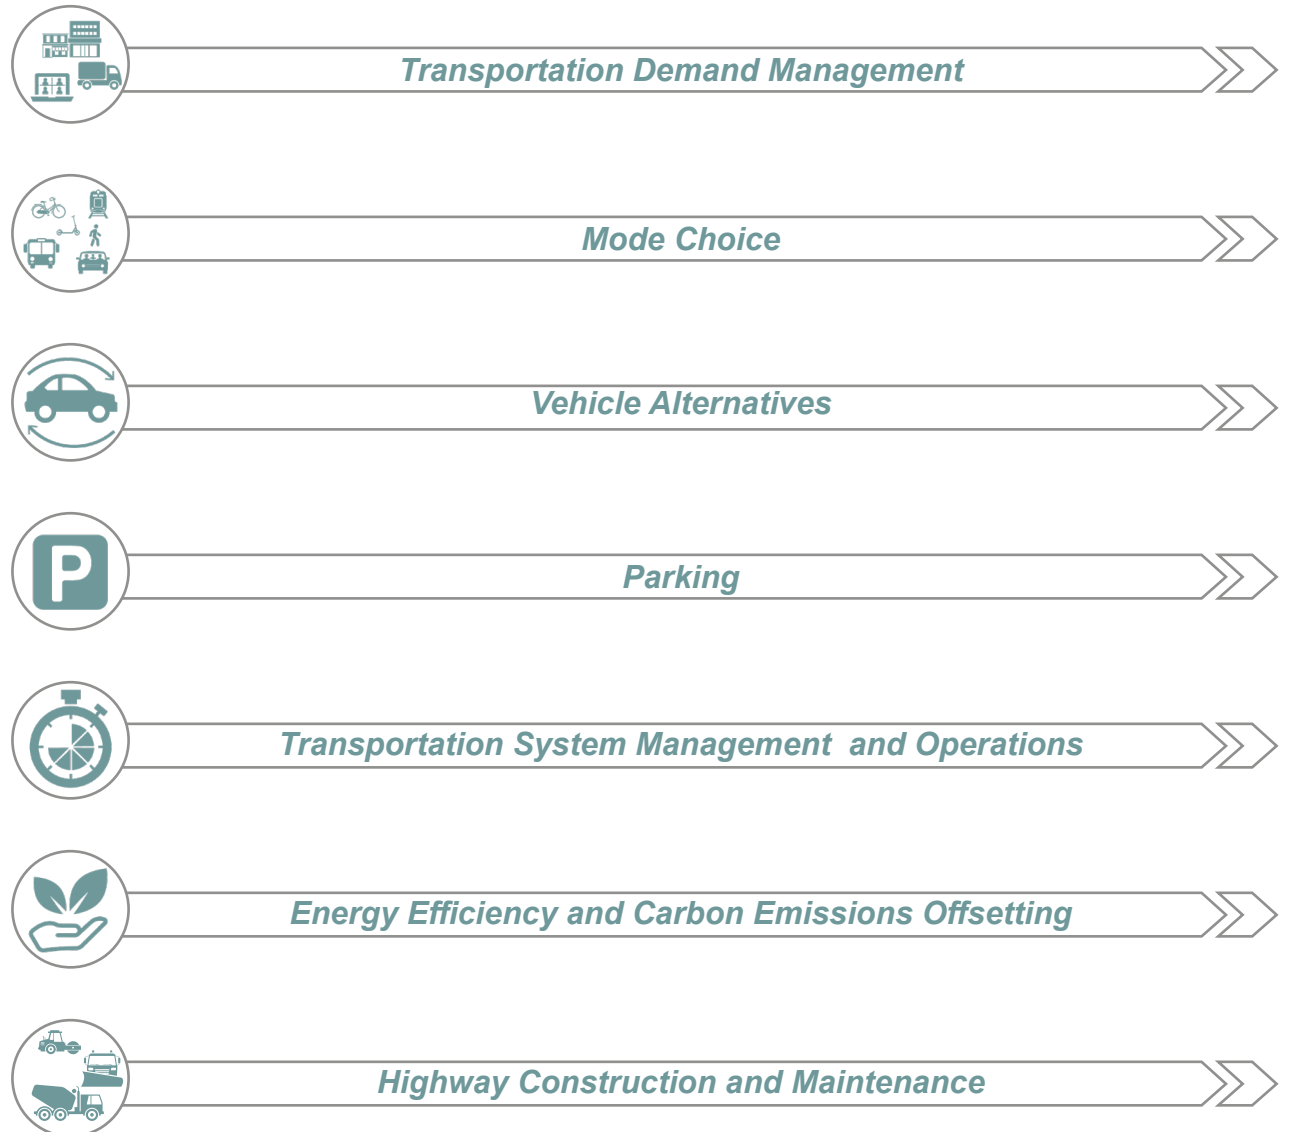 Transportation Demand Management
Mode Choice
Vehicle Alternatives
P
Parking
Transportation System Management  and Operations
Energy Efficiency and Carbon Emissions Offsetting
Highway Construction and Maintenance